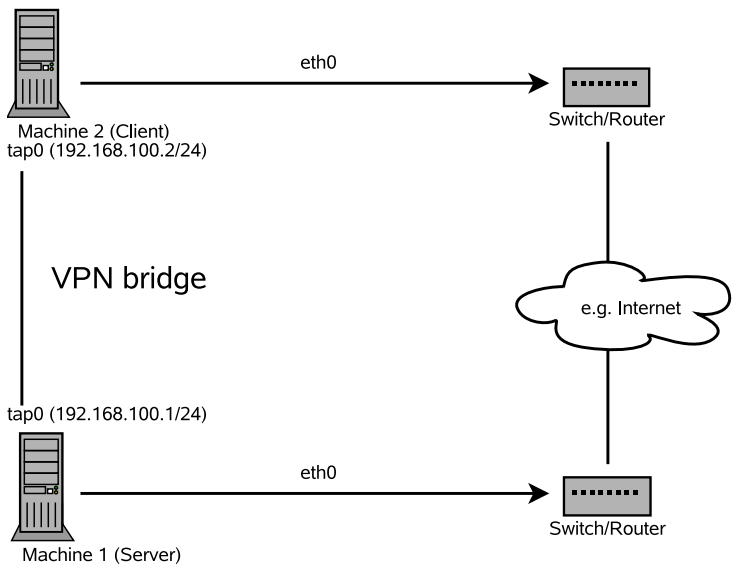 eth0
Switch/Router
Machine 2 (Client)
tap0 (192.168.100.2/24)
VPN bridge
e.g. Internet
tap0 (192.168.100.1/24)
eth0
Switch/Router
Machine 1 (Server)